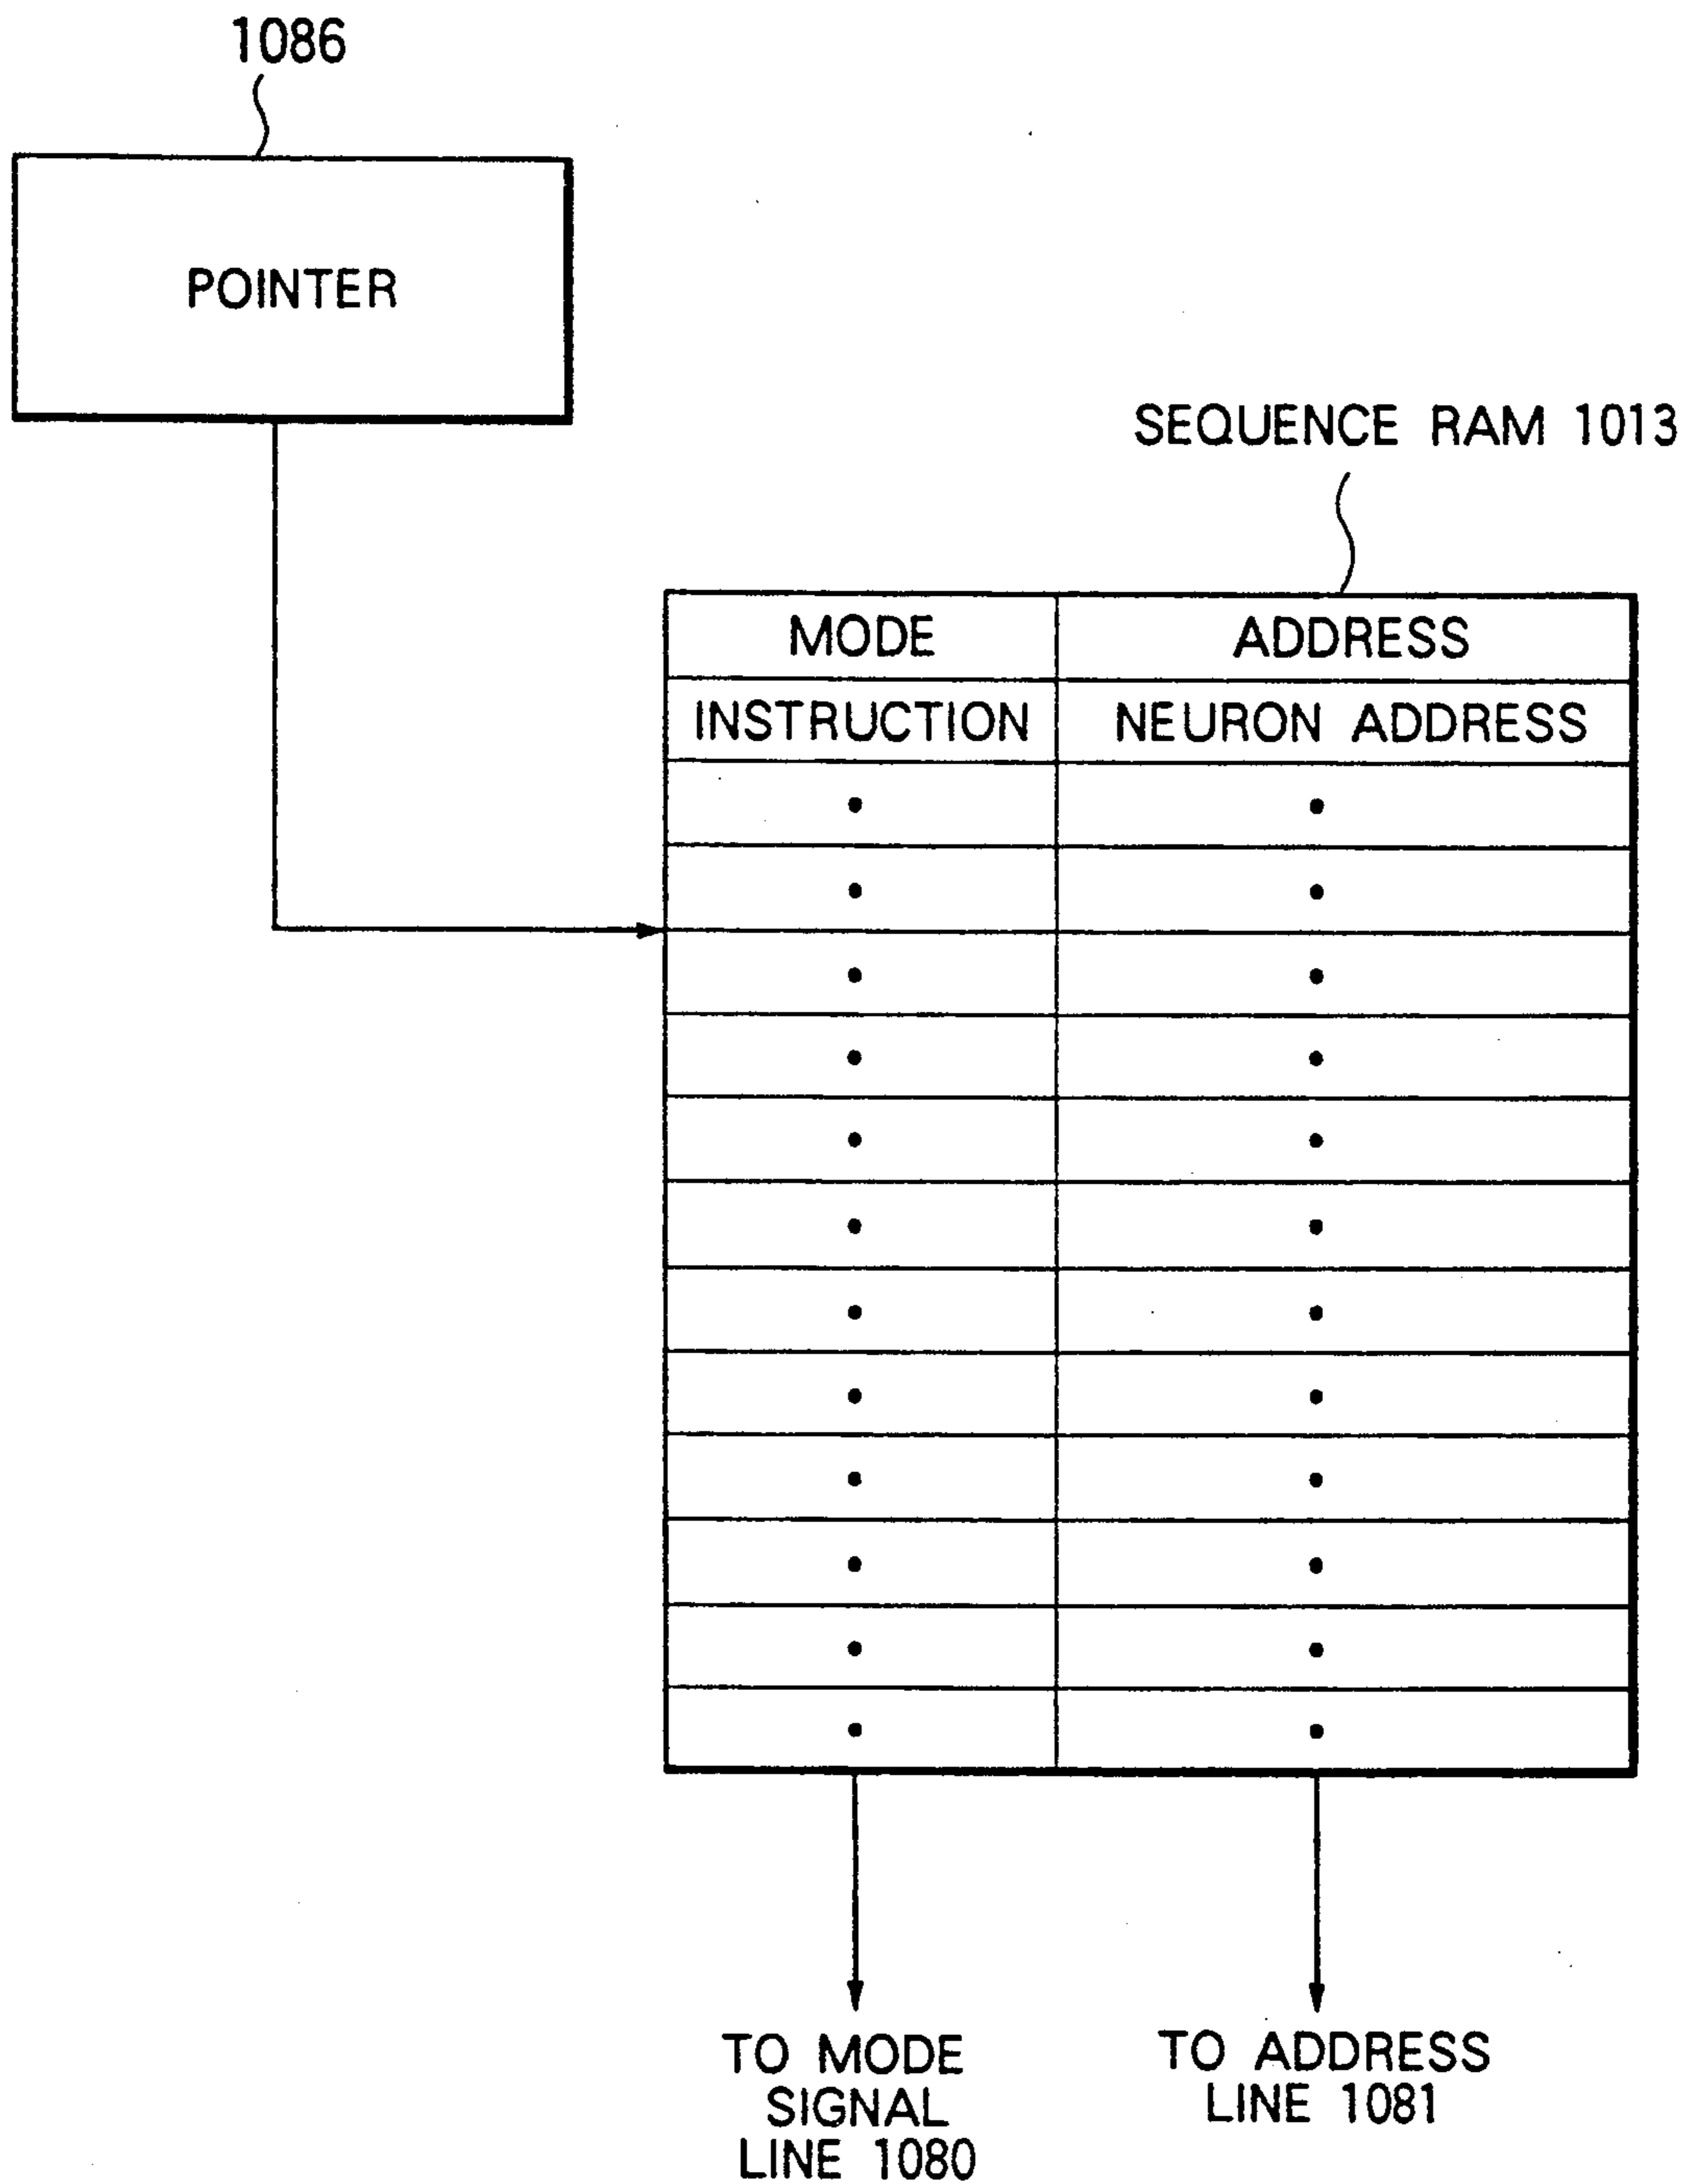 1086
POINTER
SEQUENCE RAM 1013
MODE ADDRESS
INSTRUCTION NEURON ADDRESS
TO MODE
SIGNAL
LINE 1080
TO ADDRESS
LINE 1081